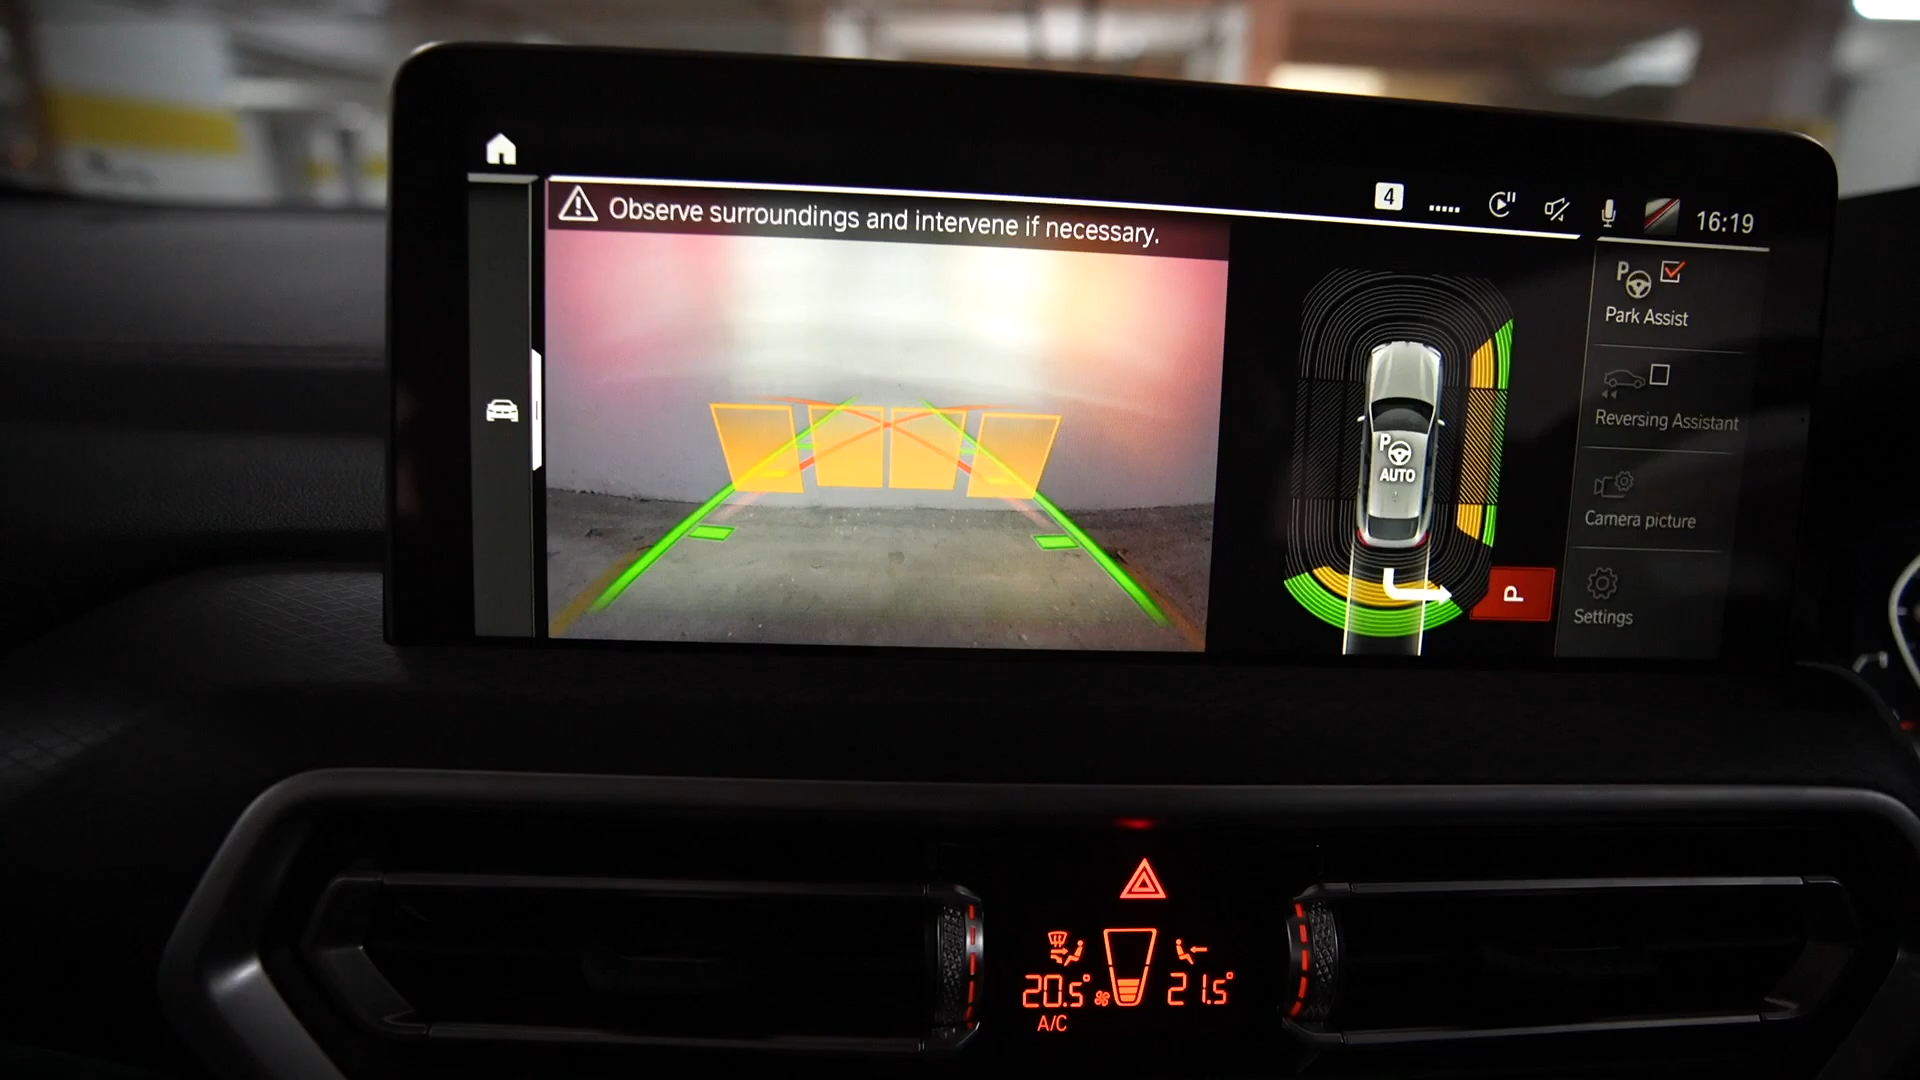 Observe surroundings and intervene if necessary.
4
16:19
P
Park Assist
Reversing Assistant
Camera picture
Settings
P
AUTO
P
20.5°
21.5°
A/C